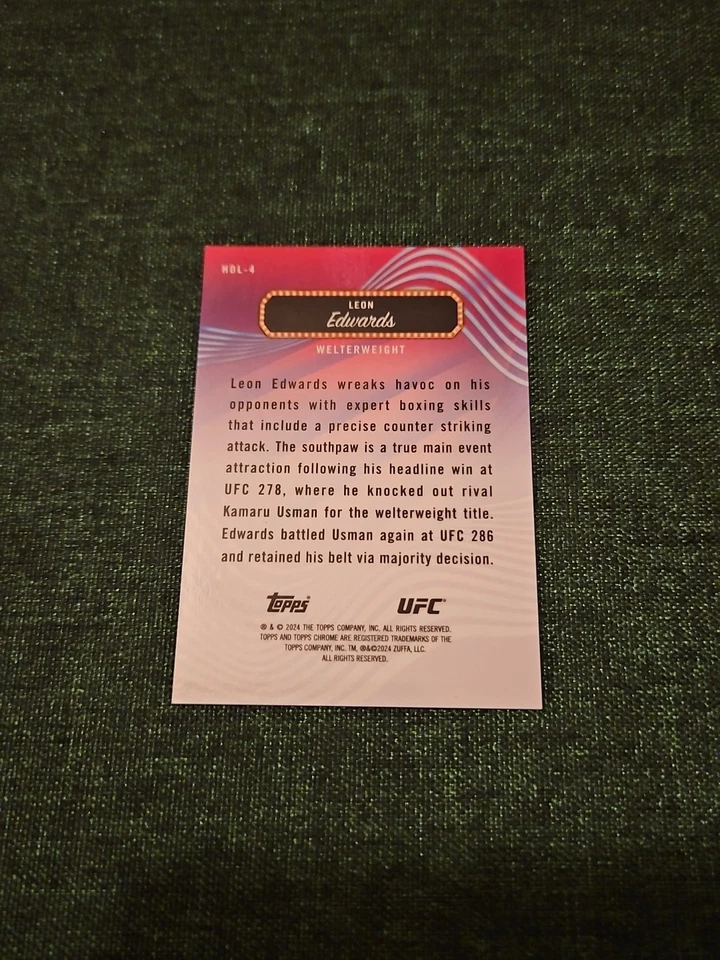 HDL-4
LEON
Edwards
WELTERWEIGHT
Leon Edwards wreaks havoc on his
opponents with expert boxing skills
that include a precise counter striking
attack. The southpaw is a true main event
attraction following his headline win at
UFC 278, where he knocked out rival
Kamaru Usman for the welterweight title.
Edwards battled Usman again at UFC 286
and retained his belt via majority decision.
topps® UFC®
® & © 2024 THE TOPPS COMPANY, INC. ALL RIGHTS RESERVED.
TOPPS AND TOPPS CHROME ARE REGISTERED TRADEMARKS OF THE
TOPPS COMPANY, INC. TM, ®&©2024 ZUFFA, LLC.
ALL RIGHTS RESERVED.